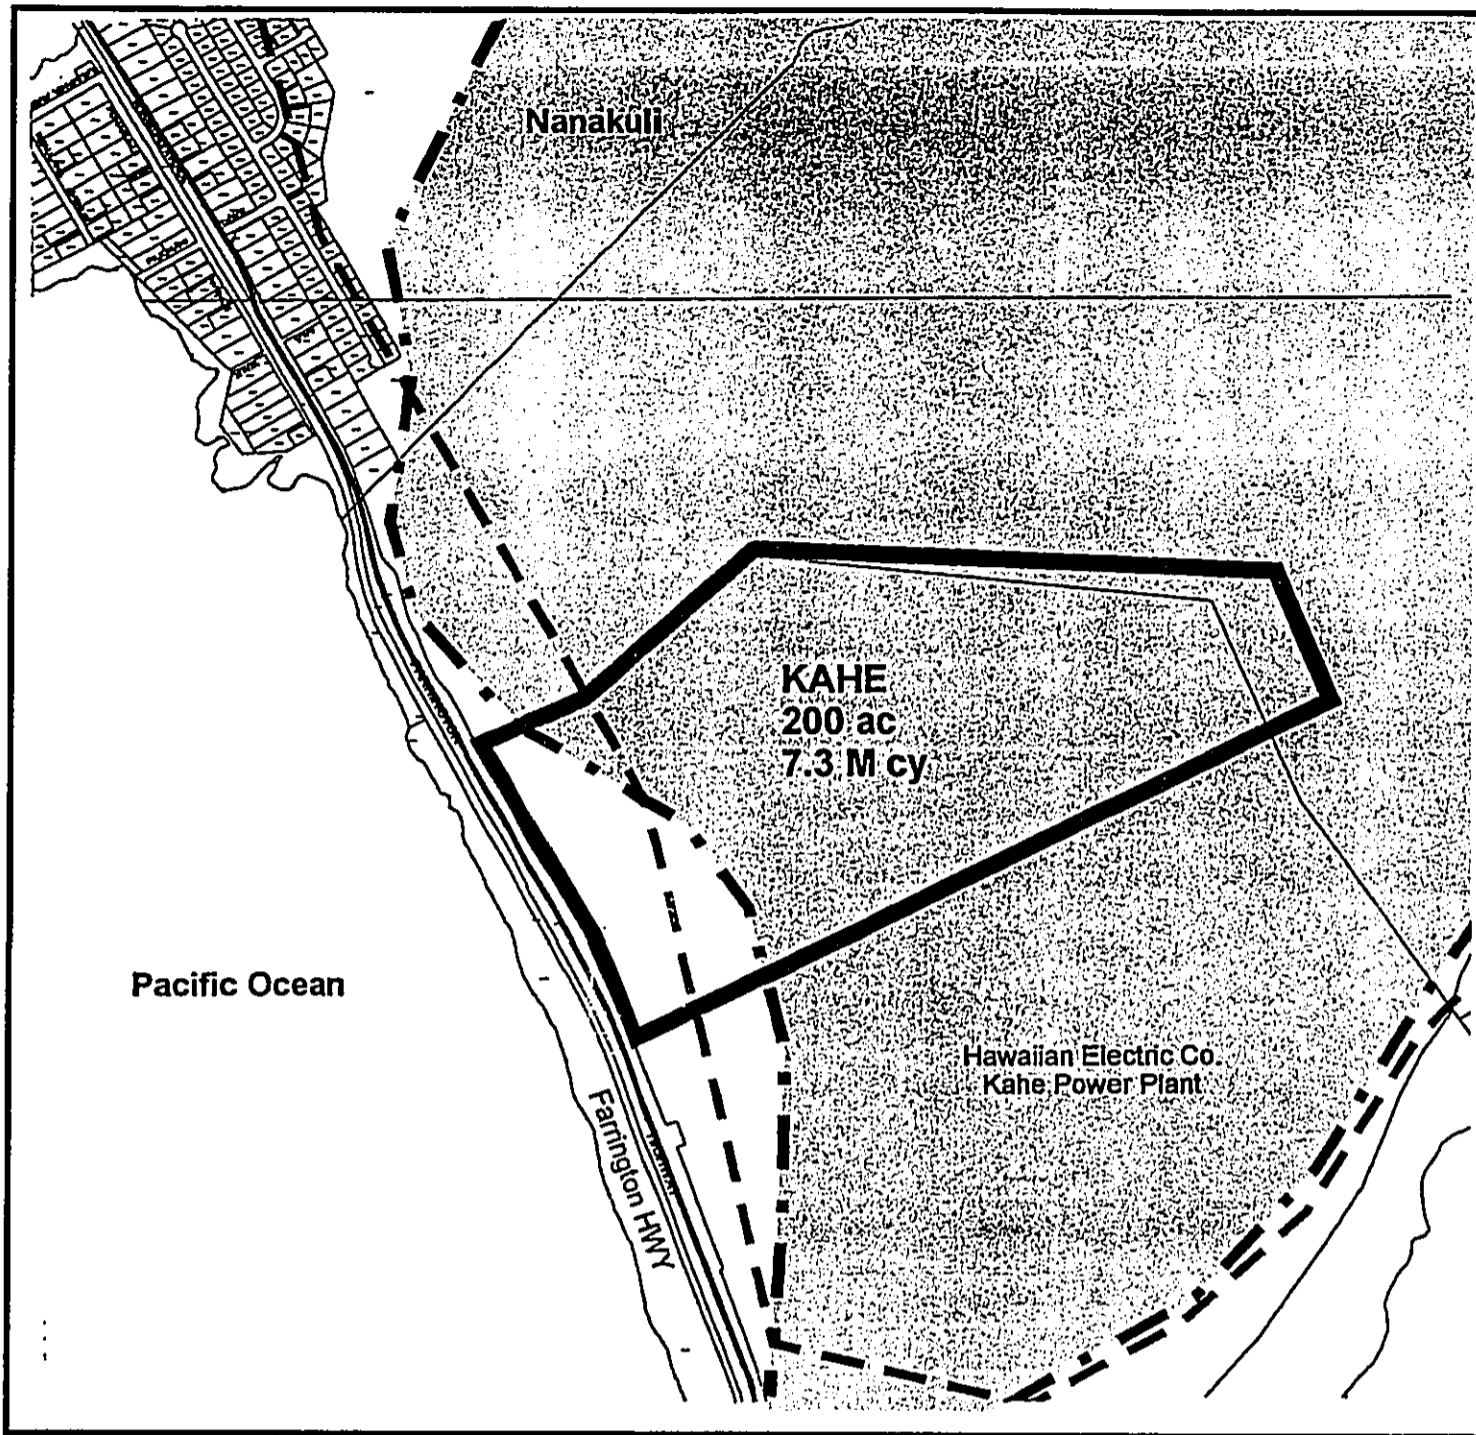 Nanakuli
KAHE
200 ac
7.3 M cy
Pacific Ocean
Hawaiian Electric Co.
Kahe Power Plant
Farrington HWY